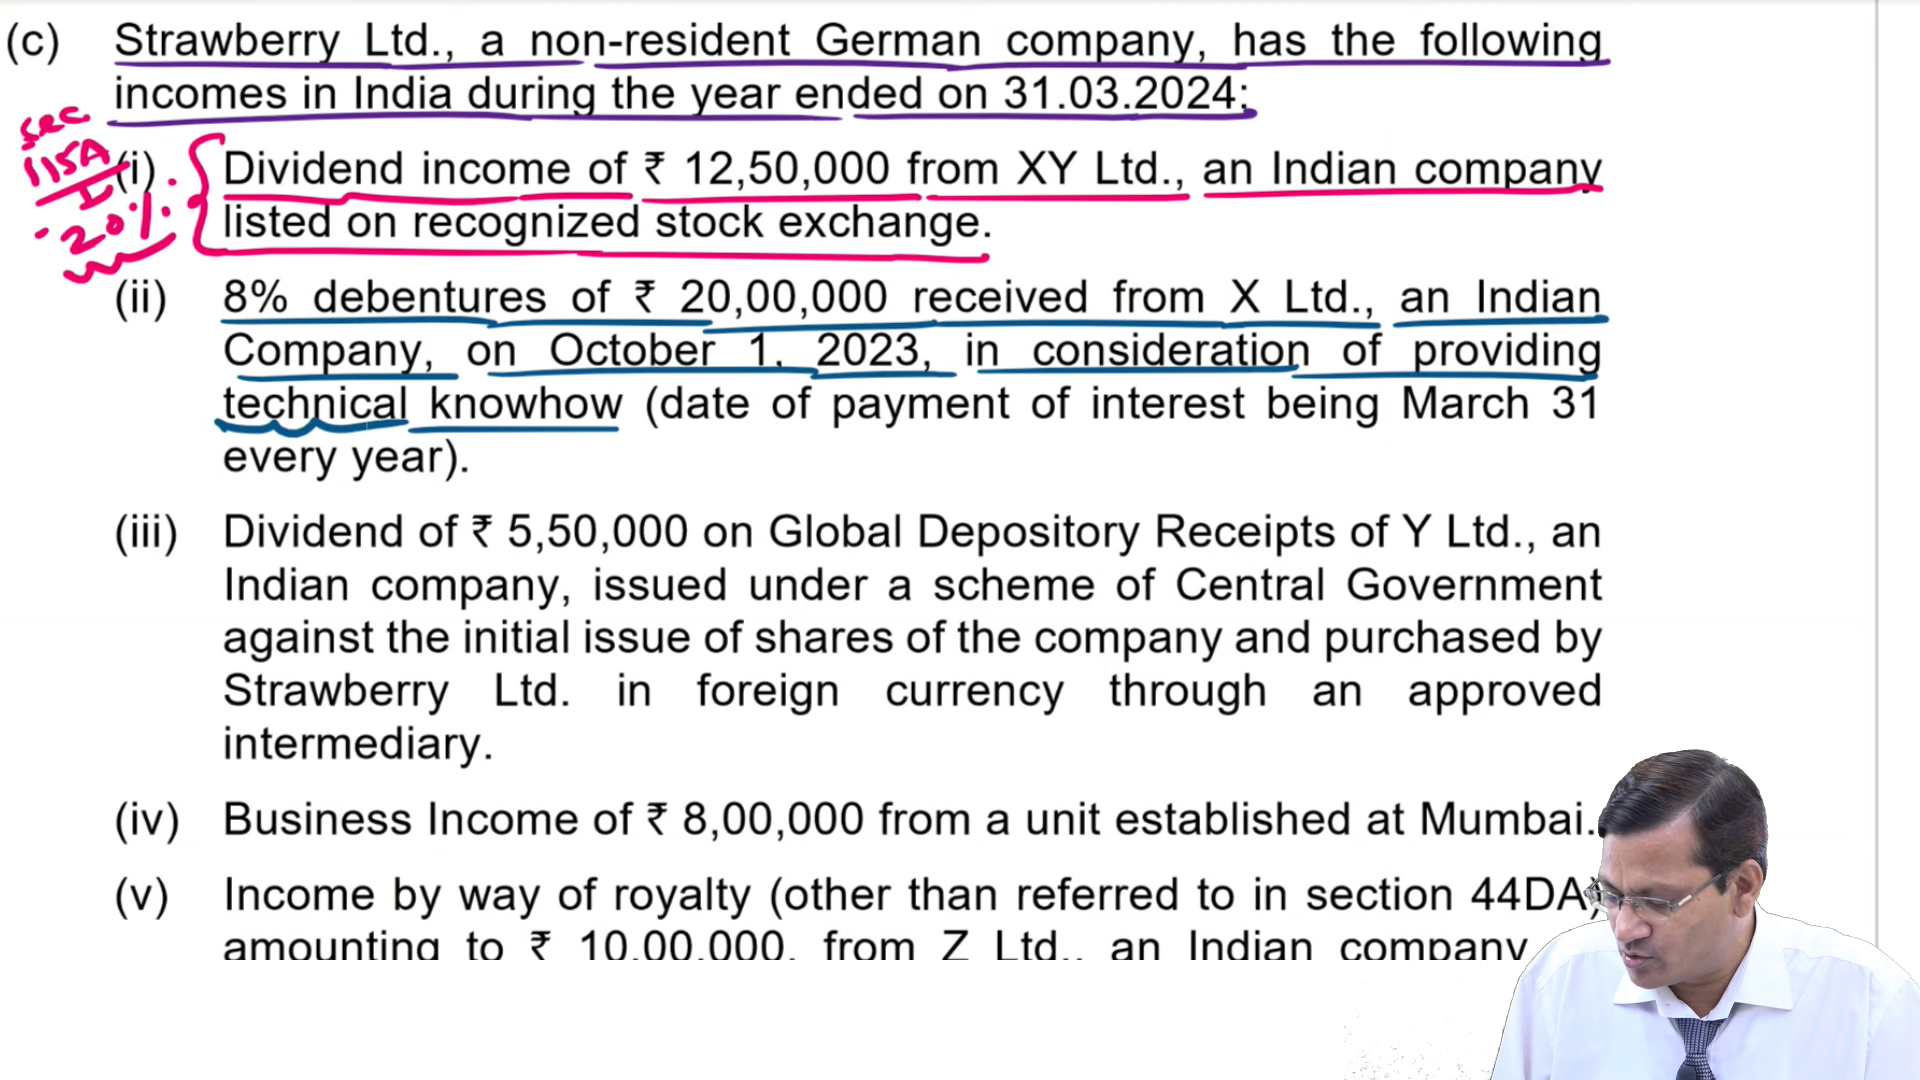 (c) Strawberry Ltd., a non-resident German company, has the following
incomes in India during the year ended on 31.03.2024:
sec
115A
I
20%.
(i) Dividend income of ₹ 12,50,000 from XY Ltd., an Indian company
listed on recognized stock exchange.
(ii) 8% debentures of ₹ 20,00,000 received from X Ltd., an Indian
Company, on October 1, 2023, in consideration of providing
technical knowhow (date of payment of interest being March 31
every year).
(iii) Dividend of ₹ 5,50,000 on Global Depository Receipts of Y Ltd., an
Indian company, issued under a scheme of Central Government
against the initial issue of shares of the company and purchased by
Strawberry Ltd. in foreign currency through an approved
intermediary.
(iv) Business Income of ₹ 8,00,000 from a unit established at Mumbai.
(v) Income by way of royalty (other than referred to in section 44DA)
amounting to ₹ 10,00,000, from Z Ltd., an Indian company